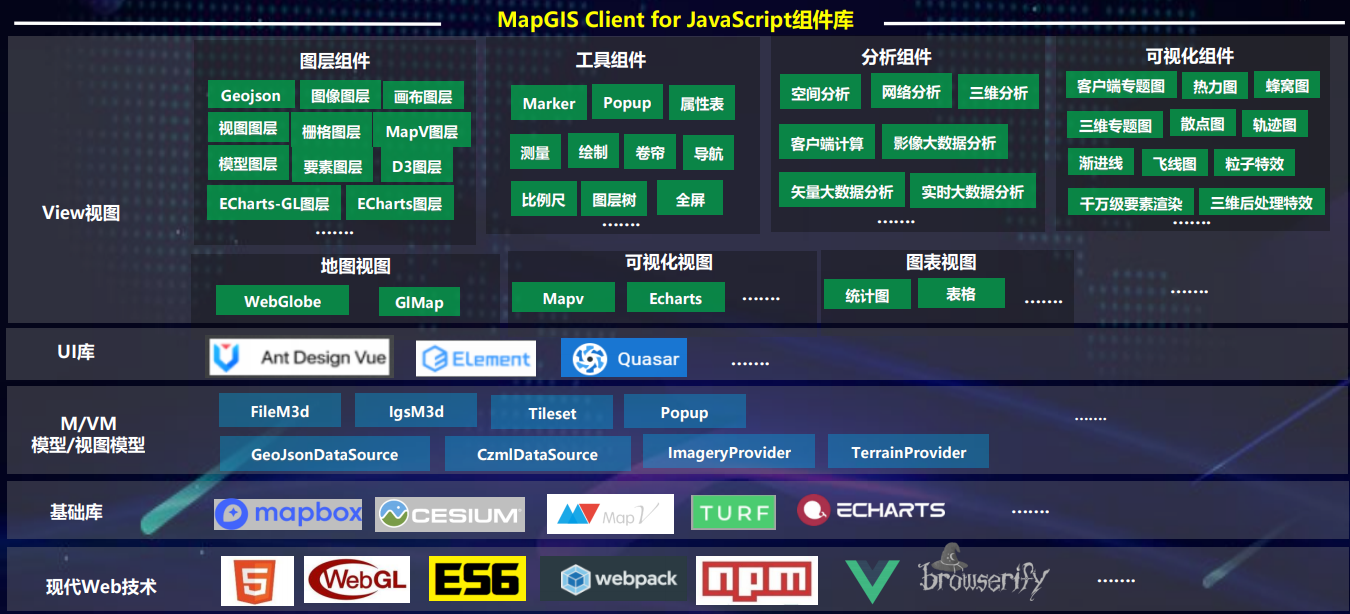 MapGIS Client for JavaScript组件库
View视图
图层组件
Geojson 图像图层 画布图层
视图图层 栅格图层 MapV图层
模型图层 要素图层 D3图层
ECharts-GL图层 ECharts图层
.......
工具组件
Marker Popup 属性表
测量 绘制 卷帘 导航
比例尺 图层树 全屏
.......
分析组件
空间分析 网络分析 三维分析
客户端计算 影像大数据分析
矢量大数据分析 实时大数据分析
.......
可视化组件
客户端专题图 热力图 蜂窝图
三维专题图 散点图 轨迹图
渐进线 飞线图 粒子特效
千万级要素渲染 三维后处理特效
.......
地图视图
WebGlobe GlMap
可视化视图
Mapv Echarts .......
图表视图
统计图 表格 .......
.......
UI库
Ant Design Vue ELement Quasar .......
M/VM
模型/视图模型
FileM3d IgsM3d Tileset Popup ......
GeoJsonDataSource CzmlDataSource ImageryProvider TerrainProvider
基础库
mapbox CESIUM MapV TURF ECHARTS .......
现代Web技术
5 WebGL ES6 webpack npm browserify .......